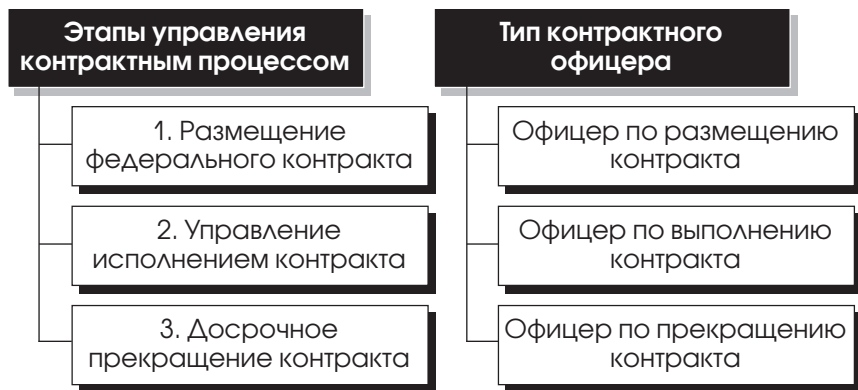 Этапы управления
контрактным процессом
1. Размещение
федерального контракта
2. Управление
исполнением контракта
3. Досрочное
прекращение контракта
Тип контрактного
офицера
Офицер по размещению
контракта
Офицер по выполнению
контракта
Офицер по прекращению
контракта